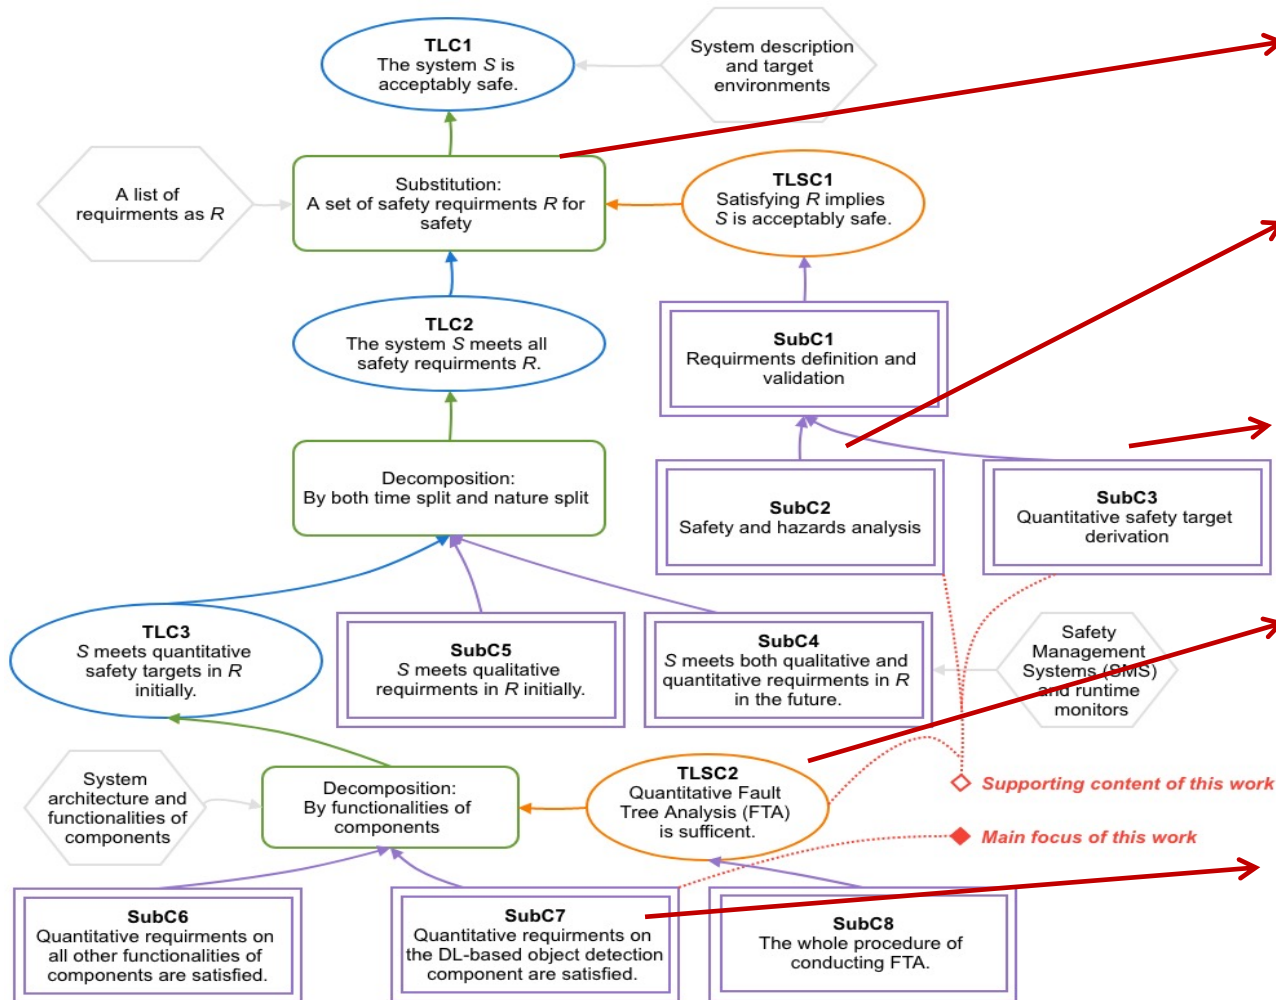 TLC1
The system S is
acceptably safe.
System description
and target
environments
A list of
requirments as R
Substitution:
A set of safety requirments R for
safety
TLSC1
Satisfying R implies
S is acceptably safe.
TLC2
The system S meets all
safety requirments R.
SubC1
Requirments definition and
validation
Decomposition:
By both time split and nature split
SubC2
Safety and hazards analysis
SubC3
Quantitative safety target
derivation
TLC3
S meets quantitative
safety targets in R
initially.
SubC5
S meets qualitative
requirments in R initially.
SubC4
S meets both qualitative and
quantitative requirments in R
in the future.
Safety
Management
Systems (SMS)
and runtime
monitors
System
architecture and
functionalities of
components
Decomposition:
By functionalities of
components
TLSC2
Quantitative Fault
Tree Analysis (FTA)
is sufficent.
Supporting content of this work
Main focus of this work
SubC6
Quantitative requirments on
all other functionalities of
components are satisfied.
SubC7
Quantitative requirments on
the DL-based object detection
component are satisfied.
SubC8
The whole procedure of
conducting FTA.